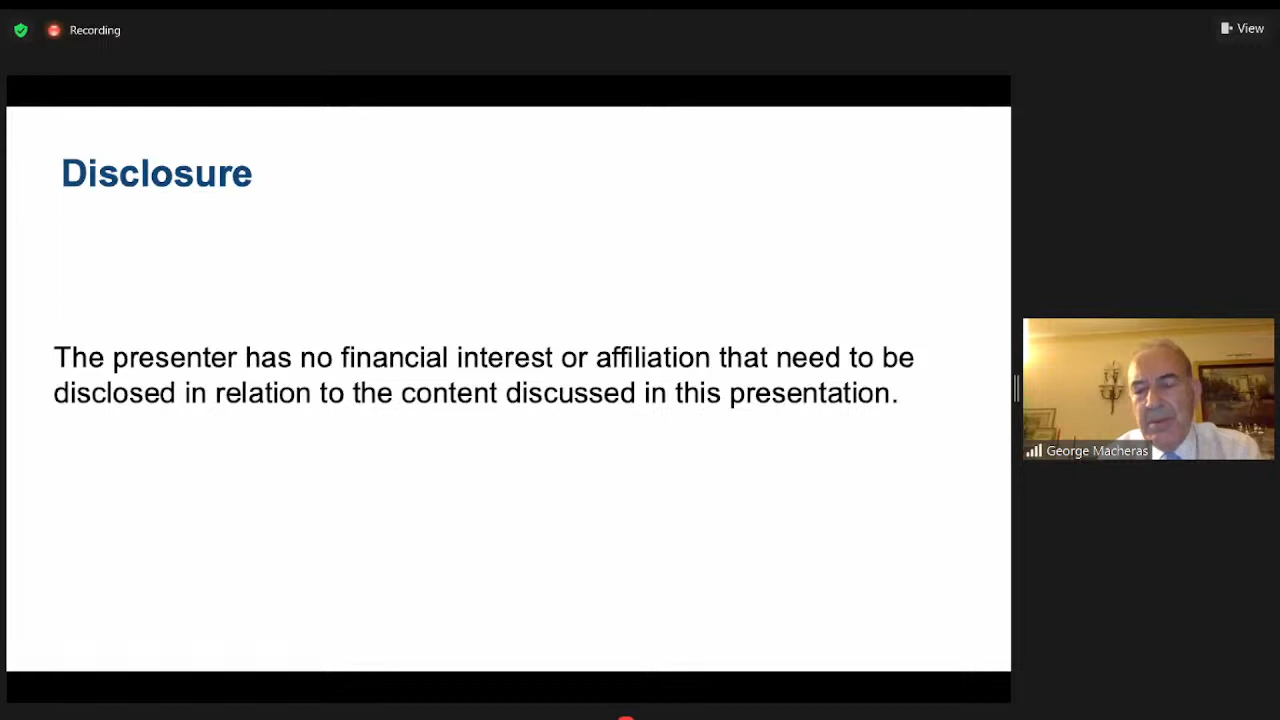 Recording
View
Disclosure
The presenter has no financial interest or affiliation that need to be
disclosed in relation to the content discussed in this presentation.
George Macheras